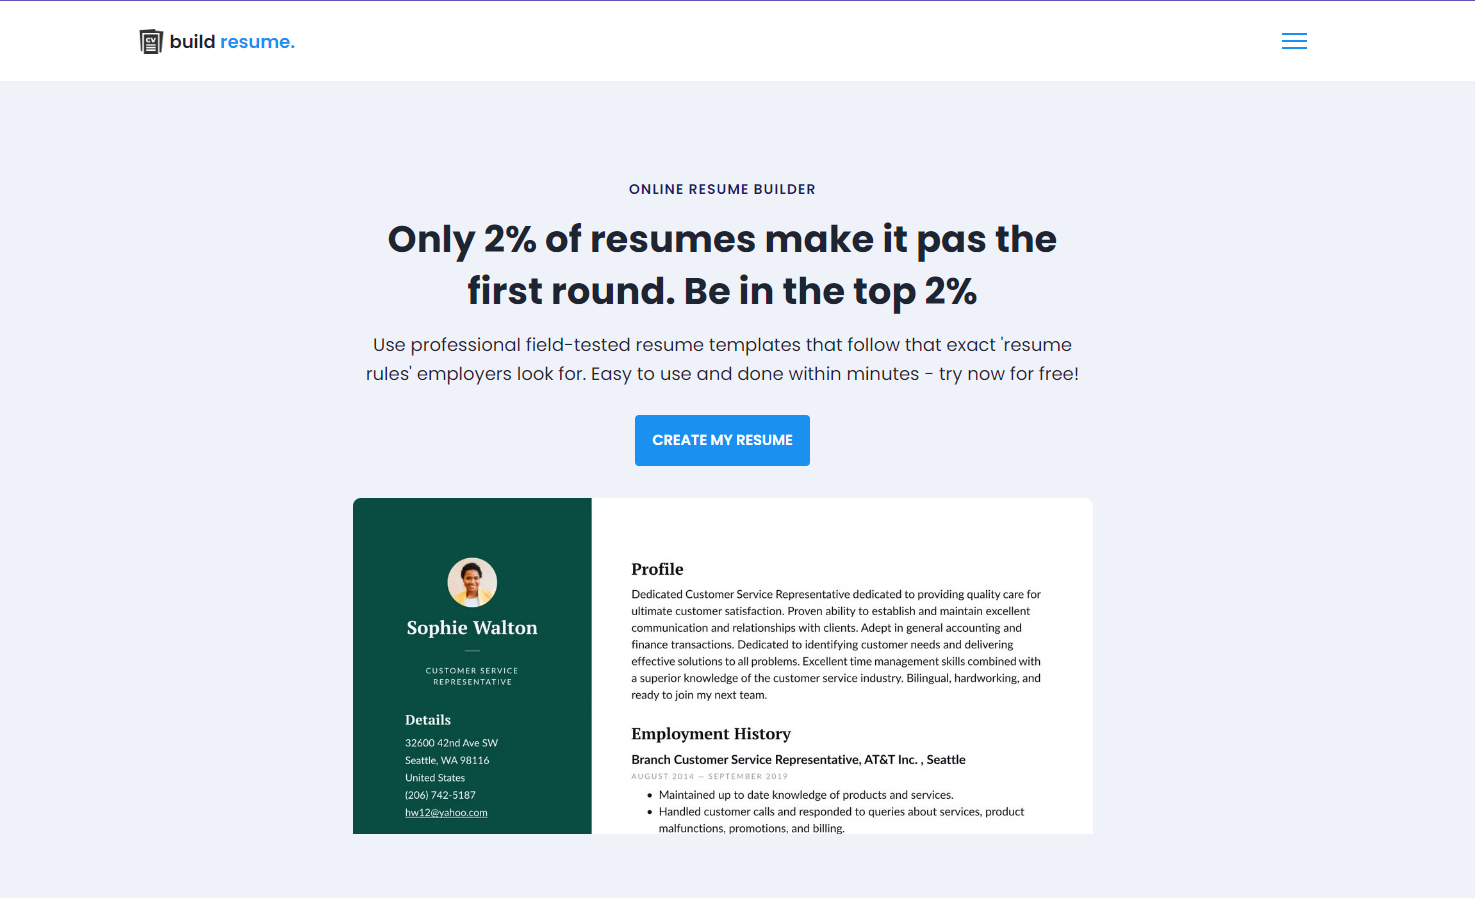 CV
build resume.
ONLINE RESUME BUILDER
Only 2% of resumes make it pas the
first round. Be in the top 2%
Use professional field-tested resume templates that follow that exact 'resume
rules' employers look for. Easy to use and done within minutes - try now for free!
CREATE MY RESUME
Sophie Walton
CUSTOMER SERVICE
REPRESENTATIVE
Details
32600 42nd Ave SW
Seattle, WA 98116
United States
(206) 742-5187
hw12@yahoo.com
Profile
Dedicated Customer Service Representative dedicated to providing quality care for
ultimate customer satisfaction. Proven ability to establish and maintain excellent
communication and relationships with clients. Adept in general accounting and
finance transactions. Dedicated to identifying customer needs and delivering
effective solutions to all problems. Excellent time management skills combined with
a superior knowledge of the customer service industry. Bilingual, hardworking, and
ready to join my next team.
Employment History
Branch Customer Service Representative, AT&T Inc. , Seattle
AUGUST 2014 — SEPTEMBER 2019
• Maintained up to date knowledge of products and services.
• Handled customer calls and responded to queries about services, product
malfunctions, promotions, and billing.